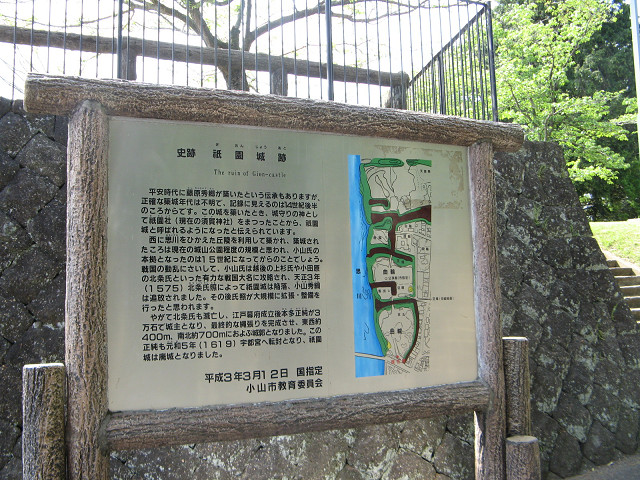 ぎおんじょうあと
史跡 祇園城跡
The ruin of Gion-castle
平安時代に藤原秀郷が築いたという伝承もありますが、
正確な築城年代は不明で、記録に見えるのは14世紀後半
のころからです。この城を築いたとき、城守りの神とし
て祇園社(現在の須賀神社)をまつったことから、祇園
城と呼ばれるようになったと伝えられています。
西に思川をひかえた丘陵を利用して築かれ、築城され
たころは現在の城山公園程度の規模と思われ、小山氏の
本拠となったのは15世紀になってからのことでしょう。
戦国の動乱にさいして、小山氏は越後の上杉氏や小田原
の北条氏といった有力な戦国大名に攻略され、天正3年
(1575)北条氏照によって祇園城は陥落、小山秀綱
は追放されました。その後氏照が大規模に拡張・整備を
行ったと思われます。
やがて北条氏も滅亡し、江戸幕府成立後本多正純が3
万石で城主となり、最終的な縄張りを完成させ、東西約
400m、南北約700mにおよぶ城郭となりました。この
正純も元和5年(1619)宇都宮へ転封となり、祇園
城は廃城となりました。
平成3年3月12日 国指定
小山市教育委員会
思
川
曲輪
曲
輪